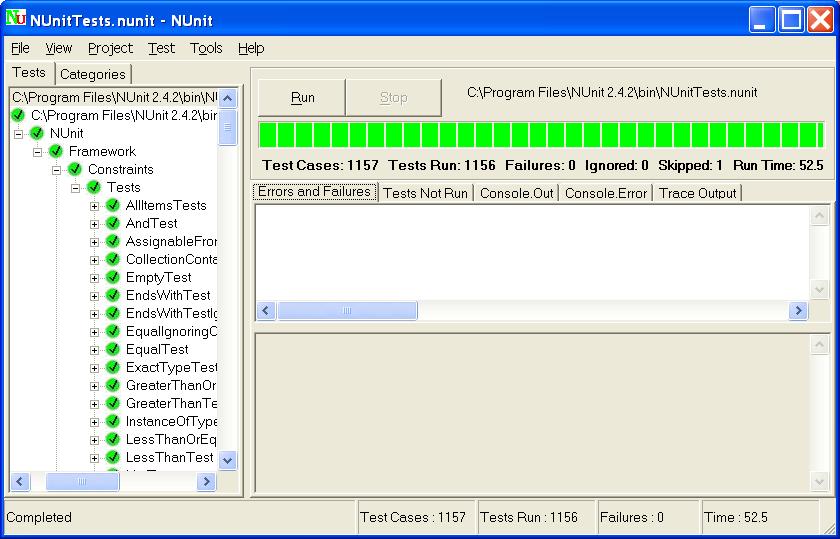 NUnitTests.nunit - NUnit
File View Project Test Tools Help
Tests Categories
C:\Program Files\NUnit 2.4.2\bin\NU
C:\Program Files\NUnit 2.4.2\bin
NUnit
Framework
Constraints
Tests
AllItemsTests
AndTest
AssignableFror
CollectionConta
EmptyTest
EndsWithTest
EndsWithTestIg
EqualIgnoringC
EqualTest
ExactTypeTest
GreaterThanOr
GreaterThanTe
InstanceOfType
LessThanOrEq
LessThanTest
Run Stop C:\Program Files\NUnit 2.4.2\bin\NUnitTests.nunit
Test Cases: 1157 Tests Run: 1156 Failures: 0 Ignored: 0 Skipped: 1 Run Time: 52.5
Errors and Failures Tests Not Run Console.Out Console.Error Trace Output
Completed Test Cases : 1157 Tests Run : 1156 Failures : 0 Time : 52.5